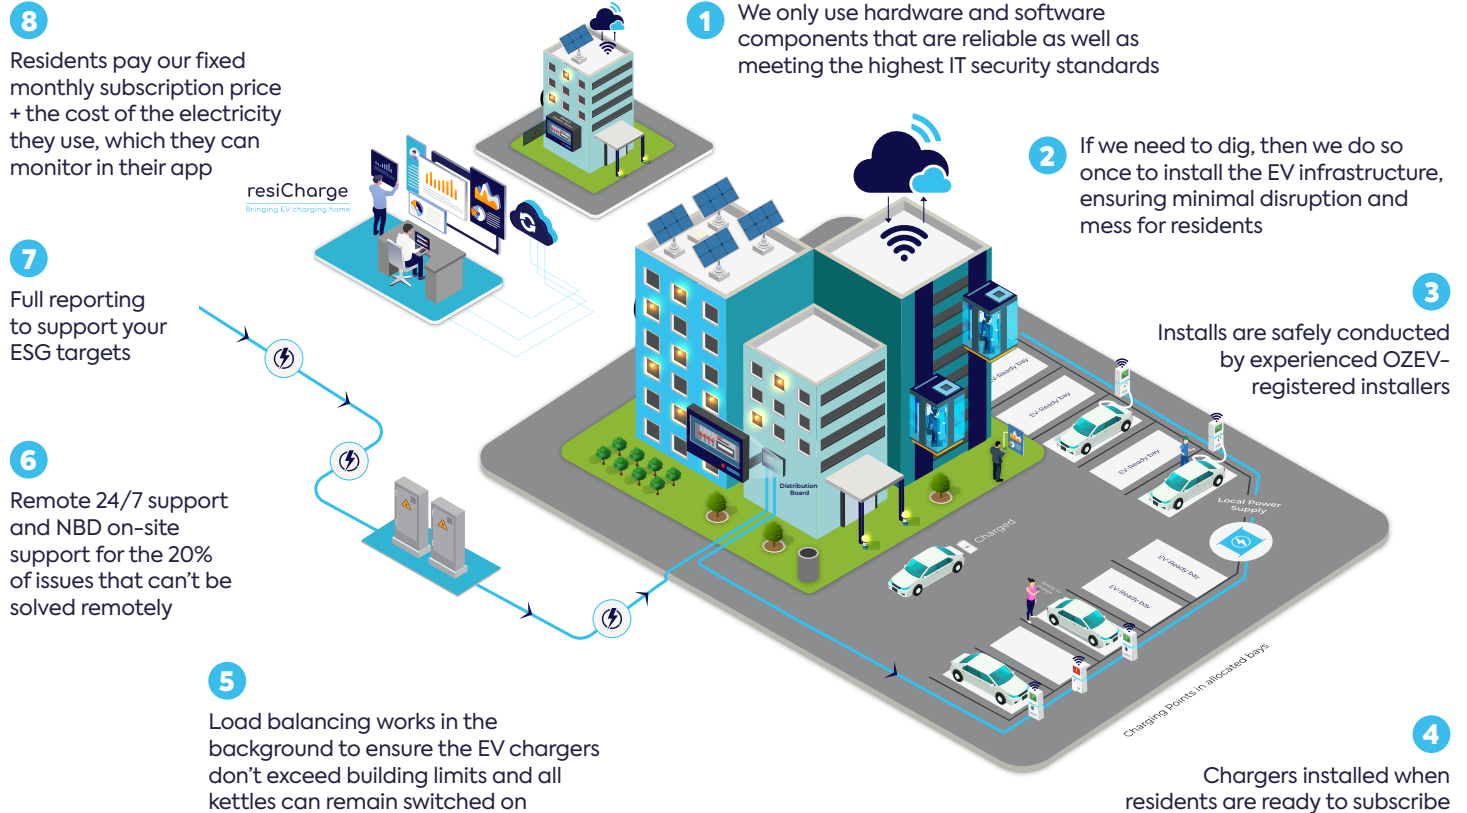 1
We only use hardware and software
components that are reliable as well as
meeting the highest IT security standards
2
If we need to dig, then we do so
once to install the EV infrastructure,
ensuring minimal disruption and
mess for residents
3
Installs are safely conducted
by experienced OZEV-
registered installers
4
Chargers installed when
residents are ready to subscribe
5
Load balancing works in the
background to ensure the EV chargers
don't exceed building limits and all
kettles can remain switched on
6
Remote 24/7 support
and NBD on-site
support for the 20%
of issues that can't be
solved remotely
7
Full reporting
to support your
ESG targets
8
Residents pay our fixed
monthly subscription price
+ the cost of the electricity
they use, which they can
monitor in their app
resiCharge
Bringing EV charging home
EV-Ready bay
EV-Ready bay
EV-Ready bay
Local Power
Supply
EV-Ready bay
EV-Ready bay
Distribution
Board
Charged
Charging Points in allocated bays